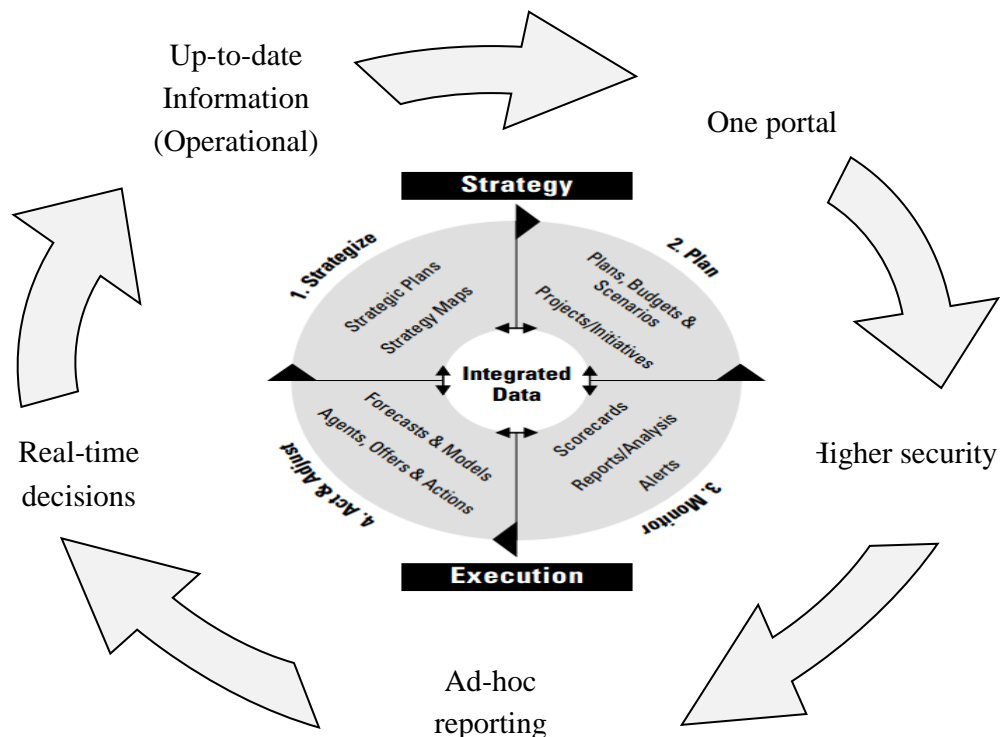 Up-to-date
Information
(Operational)
One portal
Strategy
1. Strategize
Strategic Plans
Strategy Maps
2. Plan
Plans, Budgets &
Scenarios
Projects/Initiatives
Integrated
Data
Forecasts & Models
Agents, Offers & Actions
4. Act & Adjust
Scorecards
Reports/Analysis
Alerts
3. Monitor
Real-time
decisions
Higher security
Execution
Ad-hoc
reporting